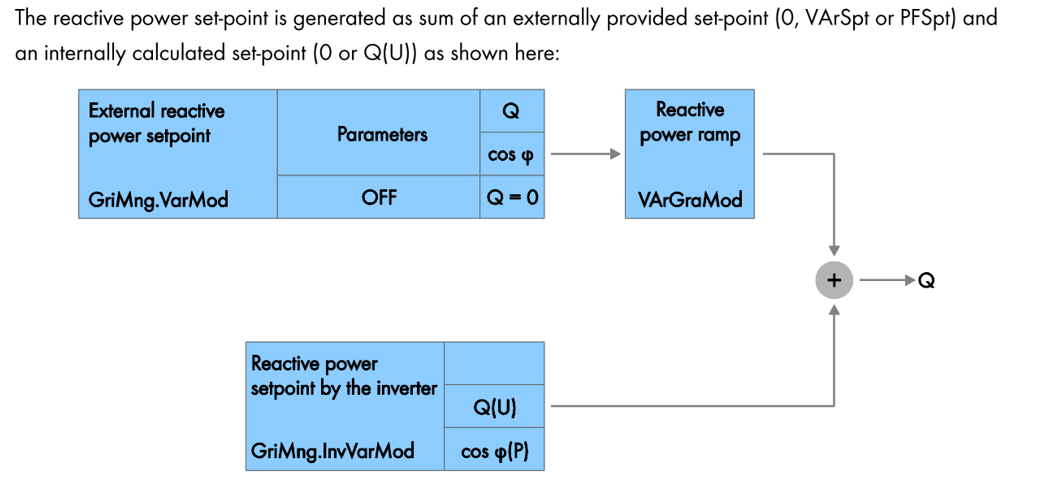 The reactive power set-point is generated as sum of an externally provided set-point (0, VArSpt or PFSpt) and
an internally calculated set-point (0 or Q(U)) as shown here:
External reactive
power setpoint
GriMng.VarMod
Parameters
OFF
Q
cos φ
Q = 0
Reactive
power ramp
VArGraMod
+
Q
Reactive power
setpoint by the inverter
GriMng.InvVarMod
Q(U)
cos φ(P)